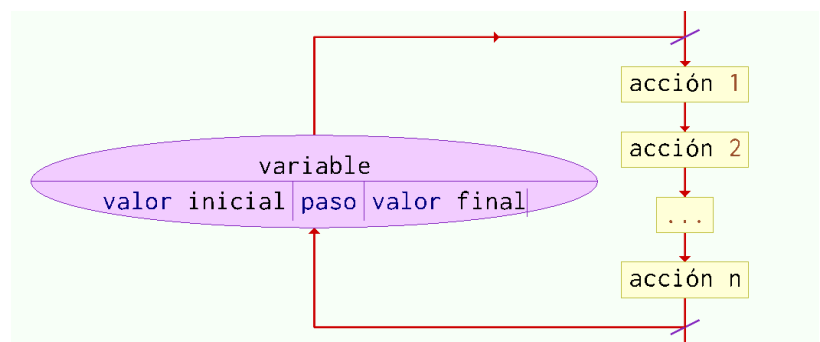 variable
valor inicial paso valor final
acción 1
acción 2
...
acción n